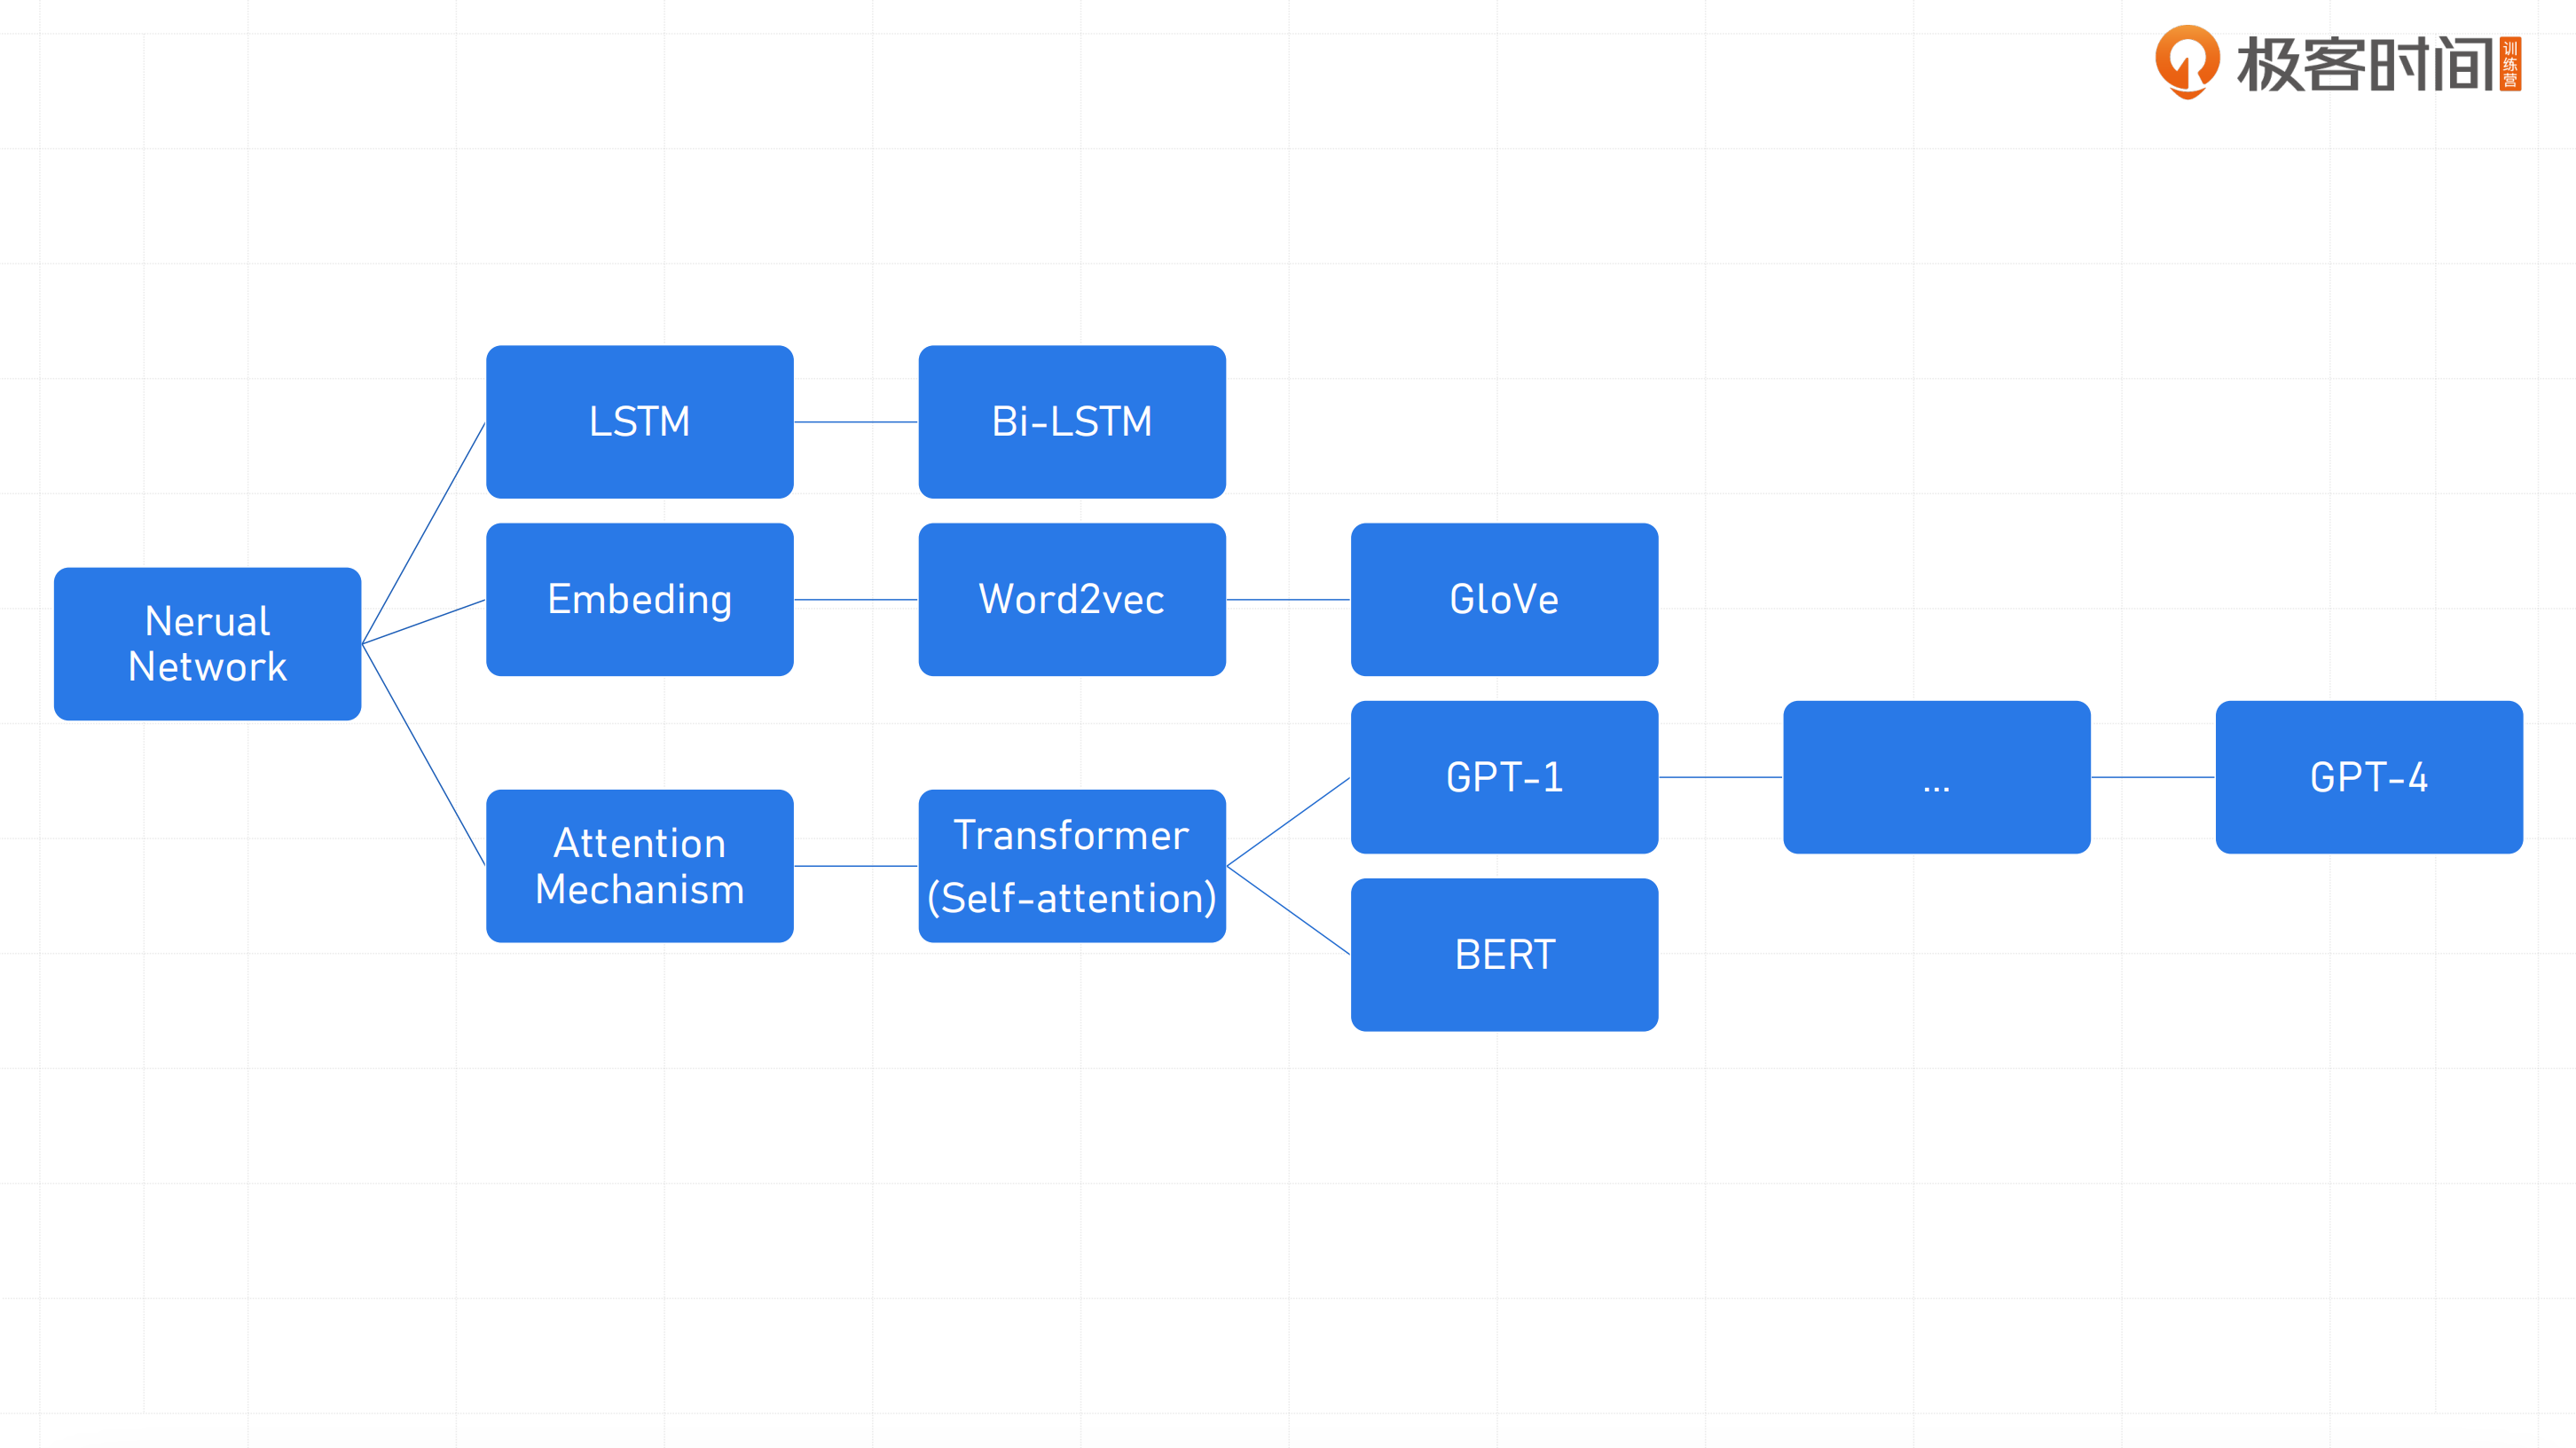 极客时间
训练营
LSTM
Bi-LSTM
Embeding
Word2vec
GloVe
Nerual
Network
GPT-1
...
GPT-4
Attention
Mechanism
Transformer
(Self-attention)
BERT